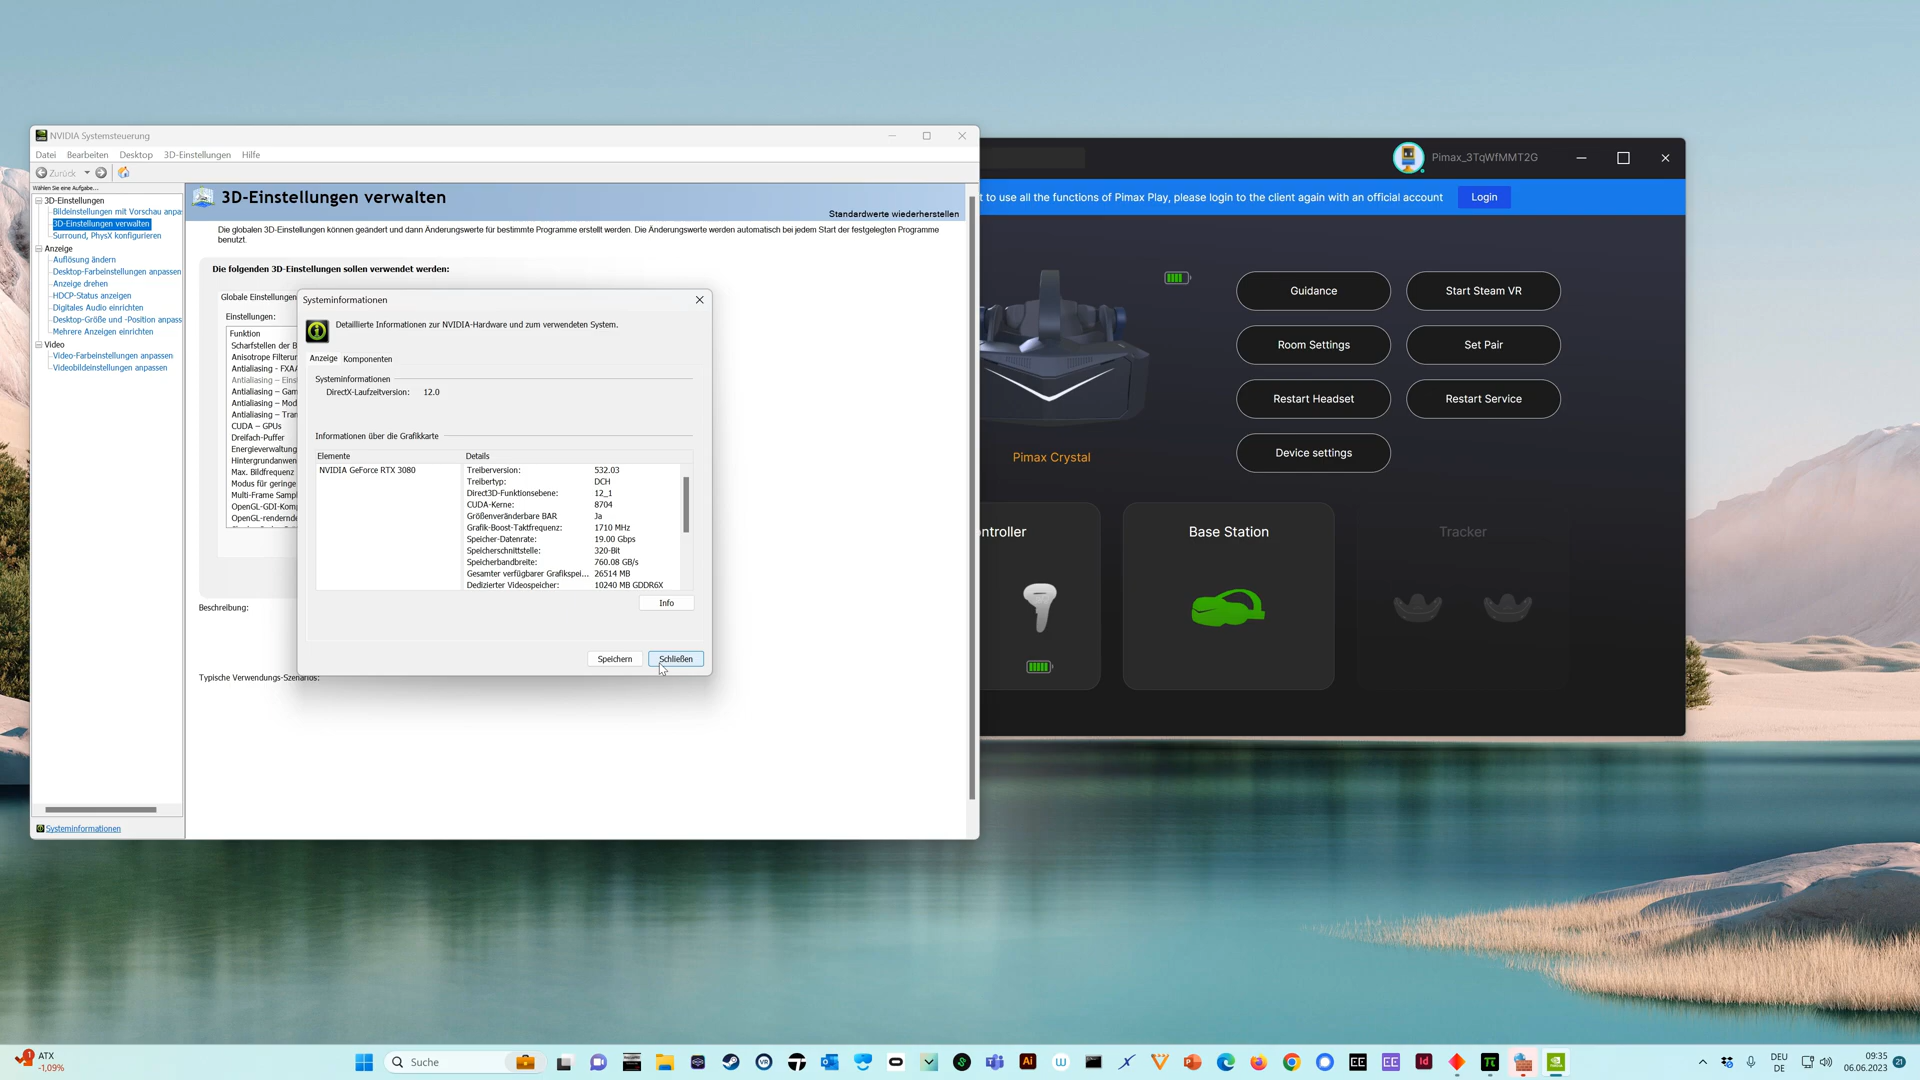 NVIDIA Systemsteuerung
Datei Bearbeiten Desktop 3D-Einstellungen Hilfe
Zurück
Wählen Sie eine Aufgabe...
3D-Einstellungen
Bildeinstellungen mit Vorschau anpa
3D-Einstellungen verwalten
Surround, PhysX konfigurieren
Anzeige
Auflösung ändern
Desktop-Farbeinstellungen anpassen
Anzeige drehen
HDCP-Status anzeigen
Digitales Audio einrichten
Desktop-Größe und -Position anpass
Mehrere Anzeigen einrichten
Video
Video-Farbeinstellungen anpassen
Videobildeinstellungen anpassen
Systeminformationen
3D-Einstellungen verwalten
Standardwerte wiederherstellen
Die globalen 3D-Einstellungen können geändert und dann Änderungswerte für bestimmte Programme erstellt werden. Die Änderungswerte werden automatisch bei jedem Start der festgelegten Programme
benutzt.
Die folgenden 3D-Einstellungen sollen verwendet werden:
Globale Einstellungen
Einstellungen:
Funktion
Scharfstellen der B
Anisotrope Filterun
Antialiasing - FXAA
Antialiasing – Eins
Antialiasing – Gam
Antialiasing – Mod
Antialiasing – Tran
CUDA – GPUs
Dreifach-Puffer
Energieverwaltung
Hintergrundanwen
Max. Bildfrequenz
Modus für geringe
Multi-Frame Sampl
OpenGL-GDI-Komp
OpenGL-rendernde
Beschreibung:
Typische Verwendungs-Szenarios:
Systeminformationen
Detaillierte Informationen zur NVIDIA-Hardware und zum verwendeten System.
Anzeige Komponenten
Systeminformationen
DirectX-Laufzeitversion: 12.0
Informationen über die Grafikkarte
Elemente Details
NVIDIA GeForce RTX 3080
Treiberversion: 532.03
Treibertyp: DCH
Direct3D-Funktionsebene: 12_1
CUDA-Kerne: 8704
Größenveränderbare BAR Ja
Grafik-Boost-Taktfrequenz: 1710 MHz
Speicher-Datenrate: 19.00 Gbps
Speicherschnittstelle: 320-Bit
Speicherbandbreite: 760.08 GB/s
Gesamter verfügbarer Grafikspei... 26514 MB
Dedizierter Videospeicher: 10240 MB GDDR6X
Info
Speichern Schließen
Pimax_3TqWfMMT2G
t to use all the functions of Pimax Play, please login to the client again with an official account Login
Guidance Start Steam VR
Room Settings Set Pair
Restart Headset Restart Service
Device settings
Pimax Crystal
ntroller Base Station Tracker
1 ATX
-1,09%
Suche
Ai
EE
EE
Id
DEU
DE
09:35
06.06.2023
21